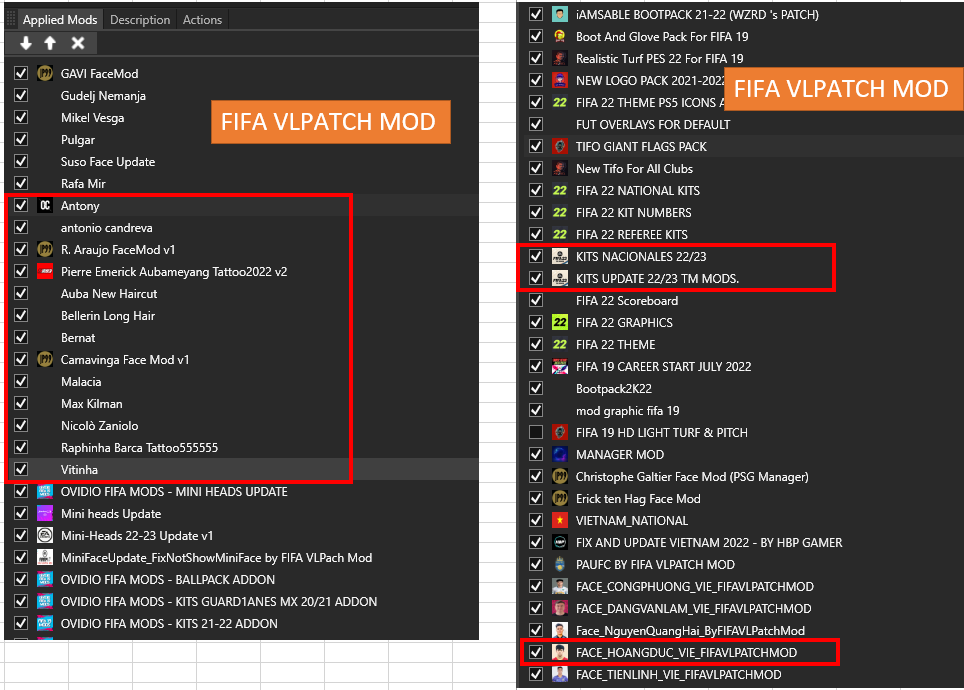 Applied Mods Description Actions
GAVI FaceMod
Gudelj Nemanja
Mikel Vesga
Pulgar
Suso Face Update
Rafa Mir
Antony
antonio candreva
R. Araujo FaceMod v1
Pierre Emerick Aubameyang Tattoo2022 v2
Auba New Haircut
Bellerin Long Hair
Bernat
Camavinga Face Mod v1
Malacia
Max Kilman
Nicolò Zaniolo
Raphinha Barca Tattoo555555
Vitinha
OVIDIO FIFA MODS - MINI HEADS UPDATE
Mini heads Update
Mini-Heads 22-23 Update v1
MiniFaceUpdate_FixNotShowMiniFace by FIFA VLPach Mod
OVIDIO FIFA MODS - BALLPACK ADDON
OVIDIO FIFA MODS - KITS GUARD1ANES MX 20/21 ADDON
OVIDIO FIFA MODS - KITS 21-22 ADDON
FIFA VLPATCH MOD
iAMSABLE BOOTPACK 21-22 (WZRD 's PATCH)
Boot And Glove Pack For FIFA 19
Realistic Turf PES 22 For FIFA 19
NEW LOGO PACK 2021-2022
22 FIFA 22 THEME PS5 ICONS
FUT OVERLAYS FOR DEFAULT
TIFO GIANT FLAGS PACK
New Tifo For All Clubs
22 FIFA 22 NATIONAL KITS
22 FIFA 22 KIT NUMBERS
22 FIFA 22 REFEREE KITS
KITS NACIONALES 22/23
KITS UPDATE 22/23 TM MODS.
FIFA 22 Scoreboard
22 FIFA 22 GRAPHICS
22 FIFA 22 THEME
FIFA 19 CAREER START JULY 2022
Bootpack2K22
mod graphic fifa 19
FIFA 19 HD LIGHT TURF & PITCH
MANAGER MOD
Christophe Galtier Face Mod (PSG Manager)
Erick ten Hag Face Mod
VIETNAM_NATIONAL
FIX AND UPDATE VIETNAM 2022 - BY HBP GAMER
PAUFC BY FIFA VLPATCH MOD
FACE_CONGPHUONG_VIE_FIFAVLPATCHMOD
FACE_DANGVANLAM_VIE_FIFAVLPATCHMOD
Face_NguyenQuangHai_ByFIFAVLPatchMod
FACE_HOANGDUC_VIE_FIFAVLPATCHMOD
FACE_TIENLINH_VIE_FIFAVLPATCHMOD
FIFA VLPATCH MOD